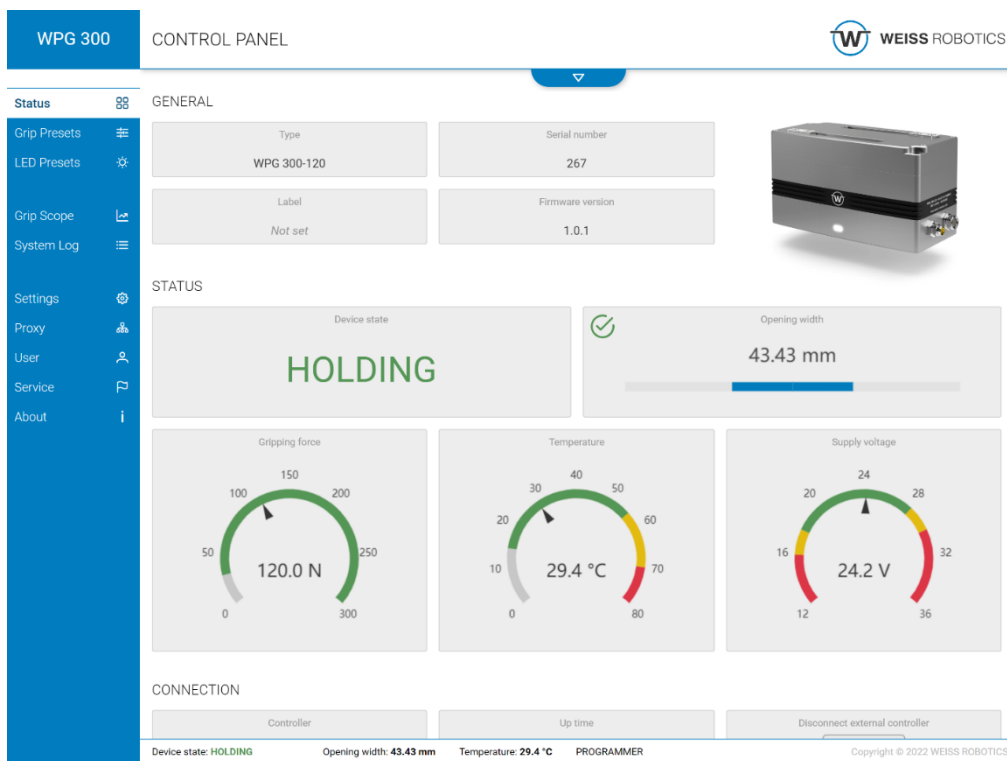 WPG 300
CONTROL PANEL
W WEISS ROBOTICS
Status
Grip Presets
LED Presets
Grip Scope
System Log
Settings
Proxy
User
Service
About
GENERAL
Type
WPG 300-120
Serial number
267
Label
Not set
Firmware version
1.0.1
W
STATUS
Device state
HOLDING
Opening width
43.43 mm
Gripping force
0
50
100
150
200
250
300
120.0 N
Temperature
0
10
20
30
40
50
60
70
80
29.4 °C
Supply voltage
12
16
20
24
28
32
36
24.2 V
CONNECTION
Controller
Up time
Disconnect external controller
Device state: HOLDING
Opening width: 43.43 mm
Temperature: 29.4 °C
PROGRAMMER
Copyright © 2022 WEISS ROBOTICS